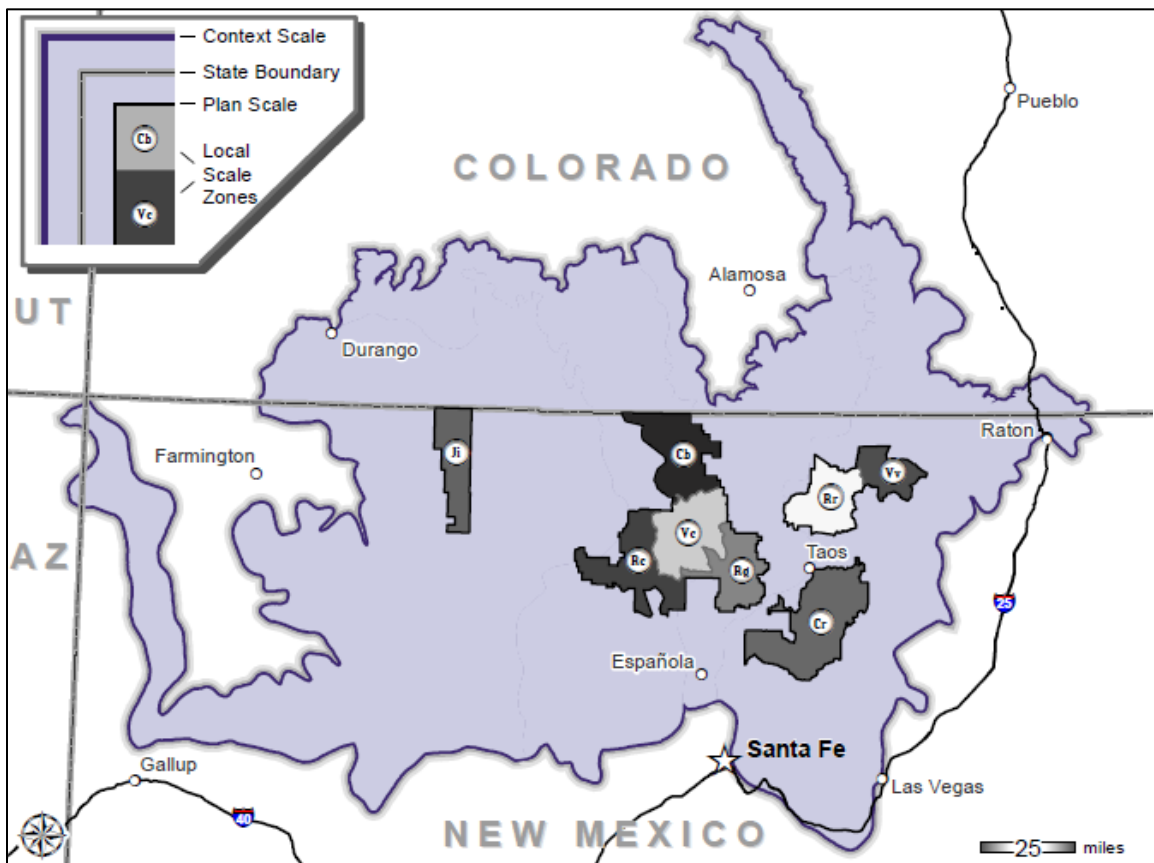 Context Scale
State Boundary
Plan Scale
Cb
Local
Scale
Zones
Vc
COLORADO
Pueblo
Alamosa
UT
Durango
Raton
Farmington
Ji
Cb
Vv
Rr
AZ
Vc
Rc
Rg
Taos
25
Cr
Española
Santa Fe
Gallup
Las Vegas
40
NEW MEXICO
25 miles